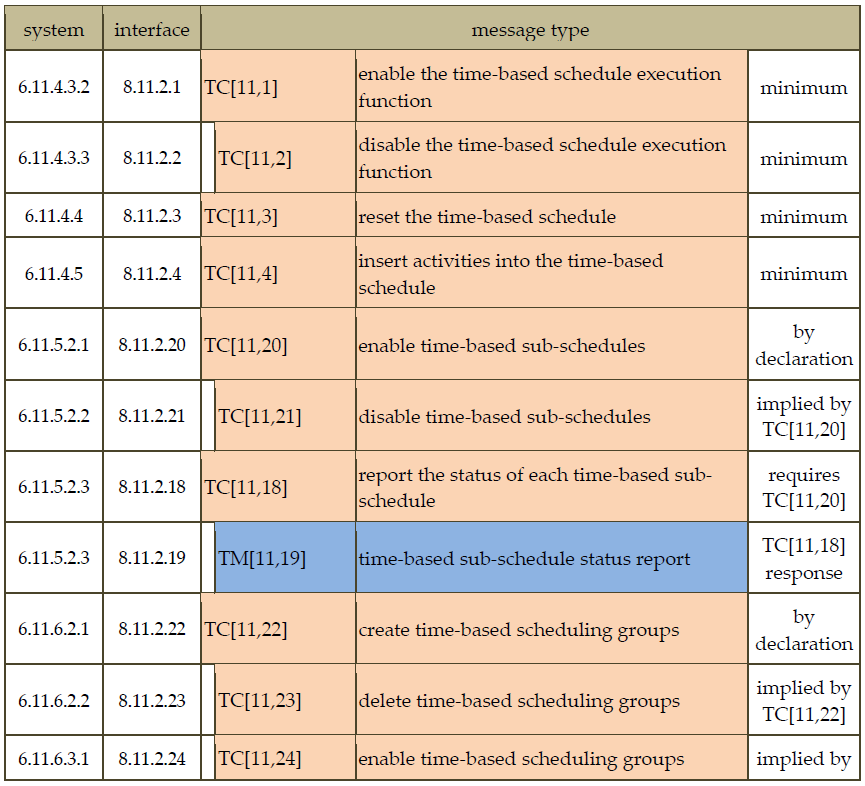 system interface message type
6.11.4.3.2 8.11.2.1 TC[11,1] enable the time-based schedule execution
function minimum
6.11.4.3.3 8.11.2.2 TC[11,2] disable the time-based schedule execution
function minimum
6.11.4.4 8.11.2.3 TC[11,3] reset the time-based schedule minimum
6.11.4.5 8.11.2.4 TC[11,4] insert activities into the time-based
schedule minimum
6.11.5.2.1 8.11.2.20 TC[11,20] enable time-based sub-schedules by
declaration
6.11.5.2.2 8.11.2.21 TC[11,21] disable time-based sub-schedules implied by
TC[11,20]
6.11.5.2.3 8.11.2.18 TC[11,18] report the status of each time-based sub-
schedule requires
TC[11,20]
6.11.5.2.3 8.11.2.19 TM[11,19] time-based sub-schedule status report TC[11,18]
response
6.11.6.2.1 8.11.2.22 TC[11,22] create time-based scheduling groups by
declaration
6.11.6.2.2 8.11.2.23 TC[11,23] delete time-based scheduling groups implied by
TC[11,22]
6.11.6.3.1 8.11.2.24 TC[11,24] enable time-based scheduling groups implied by